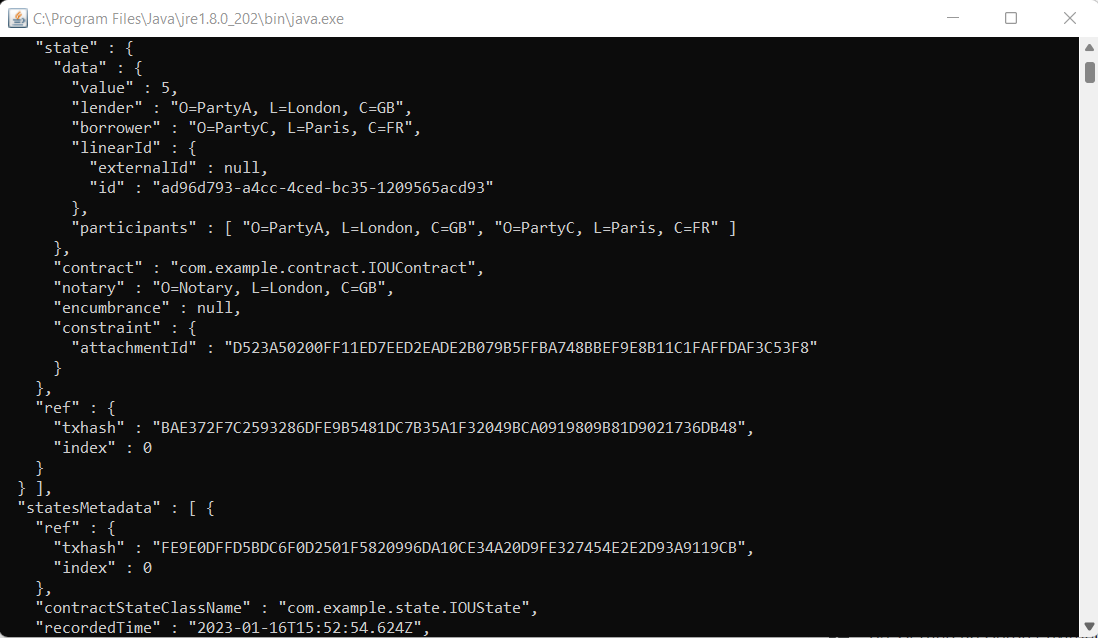 C:\Program Files\Java\jre1.8.0_202\bin\java.exe
"state" : {
"data" : {
"value" : 5,
"lender" : "O=PartyA, L=London, C=GB",
"borrower" : "O=PartyC, L=Paris, C=FR",
"linearId" : {
"externalId" : null,
"id" : "ad96d793-a4cc-4ced-bc35-1209565acd93"
},
"participants" : [ "O=PartyA, L=London, C=GB", "O=PartyC, L=Paris, C=FR" ]
},
"contract" : "com.example.contract.IOUContract",
"notary" : "O=Notary, L=London, C=GB",
"encumbrance" : null,
"constraint" : {
"attachmentId" : "D523A50200FF11ED7EED2EADE2B079B5FFBA748BBEF9E8B11C1FAFFDAF3C53F8"
}
},
"ref" : {
"txhash" : "BAE372F7C2593286DFE9B5481DC7B35A1F32049BCA0919809B81D9021736DB48",
"index" : 0
}
} ],
"statesMetadata" : [ {
"ref" : {
"txhash" : "FE9E0DFFD5BDC6F0D2501F5820996DA10CE34A20D9FE327454E2E2D93A9119CB",
"index" : 0
},
"contractStateClassName" : "com.example.state.IOUState",
"recordedTime" : "2023-01-16T15:52:54.624Z",